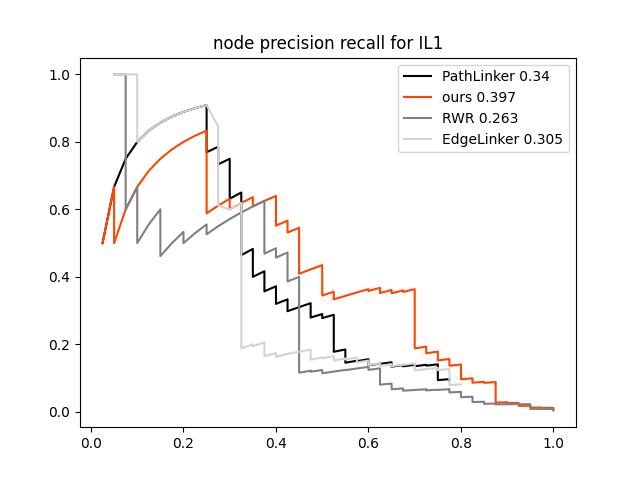 node precision recall for IL1
PathLinker 0.34
ours 0.397
RWR 0.263
EdgeLinker 0.305
1.0
0.8
0.6
0.4
0.2
0.0
0.0 0.2 0.4 0.6 0.8 1.0